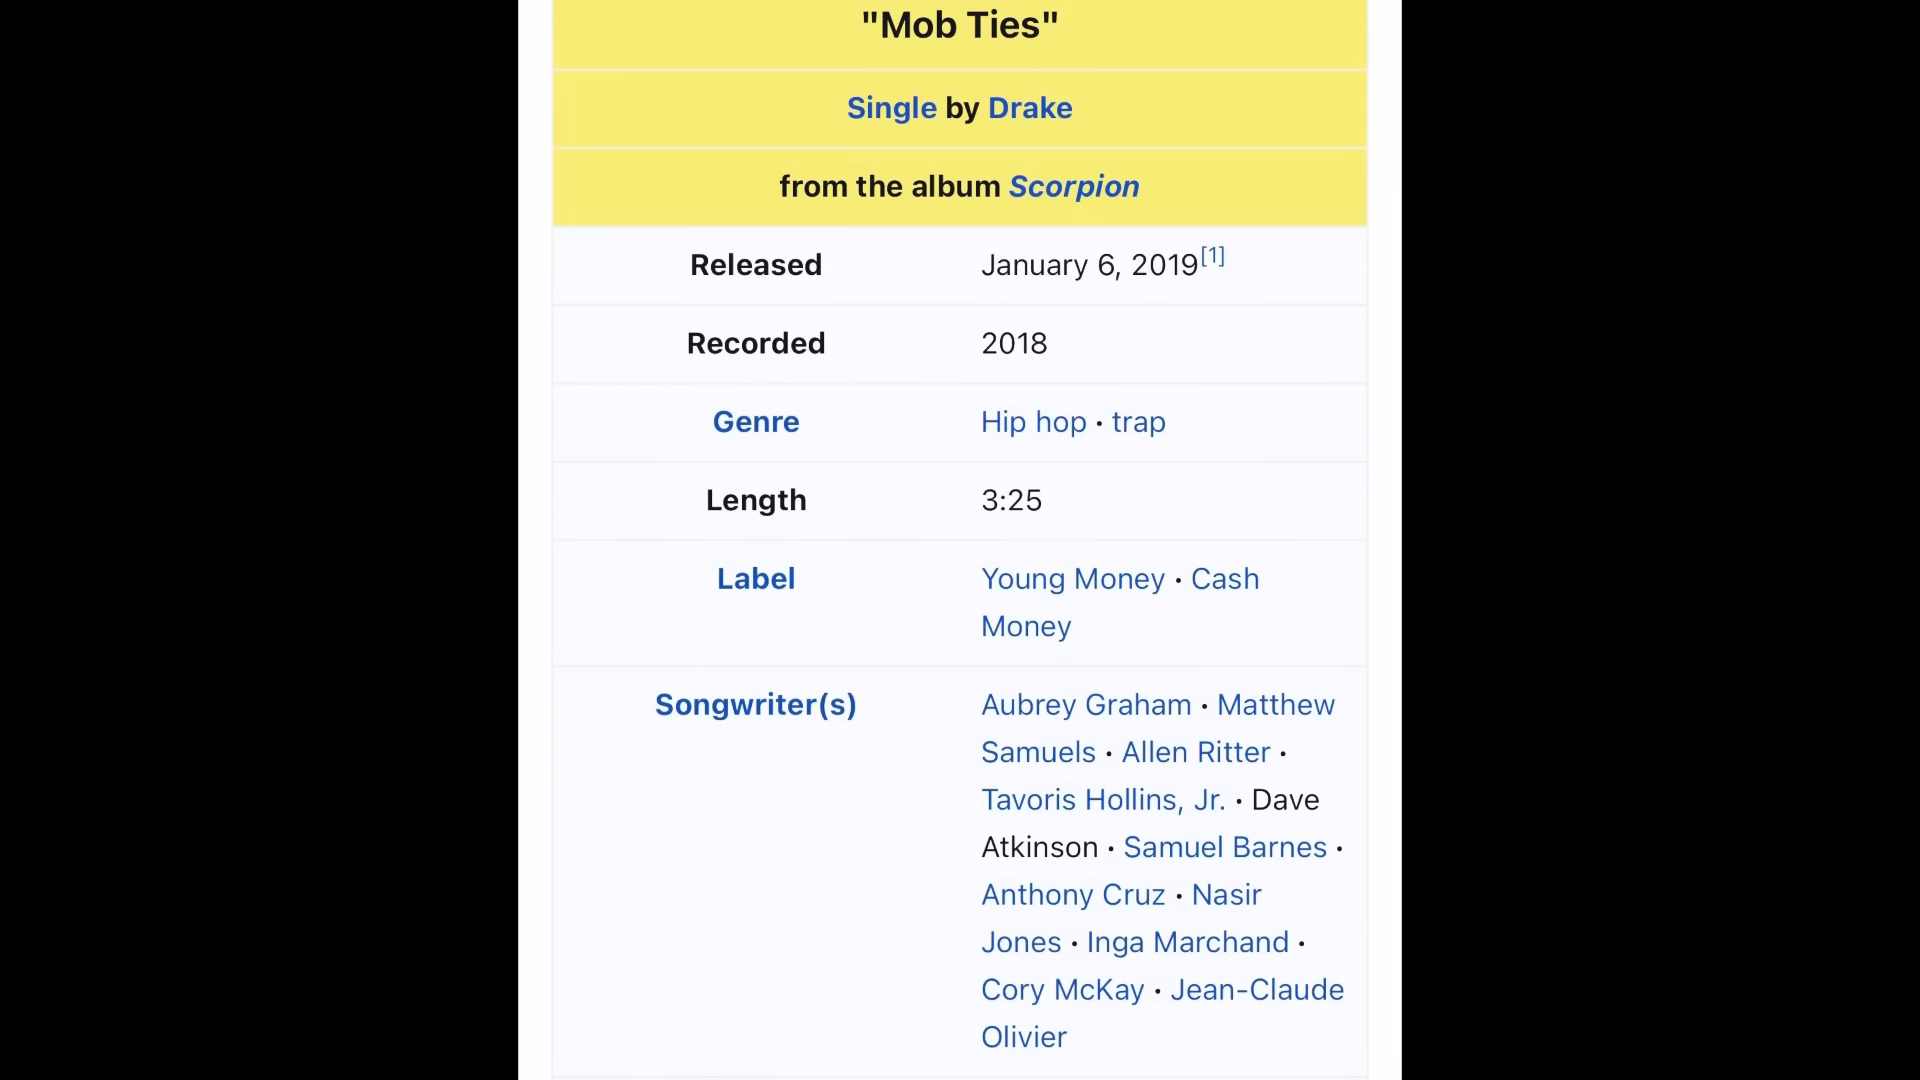 "Mob Ties"
Single by Drake
from the album Scorpion
Released January 6, 2019[1]
Recorded 2018
Genre Hip hop · trap
Length 3:25
Label Young Money · Cash
Money
Songwriter(s) Aubrey Graham · Matthew
Samuels · Allen Ritter ·
Tavoris Hollins, Jr. · Dave
Atkinson · Samuel Barnes ·
Anthony Cruz · Nasir
Jones · Inga Marchand ·
Cory McKay · Jean-Claude
Olivier